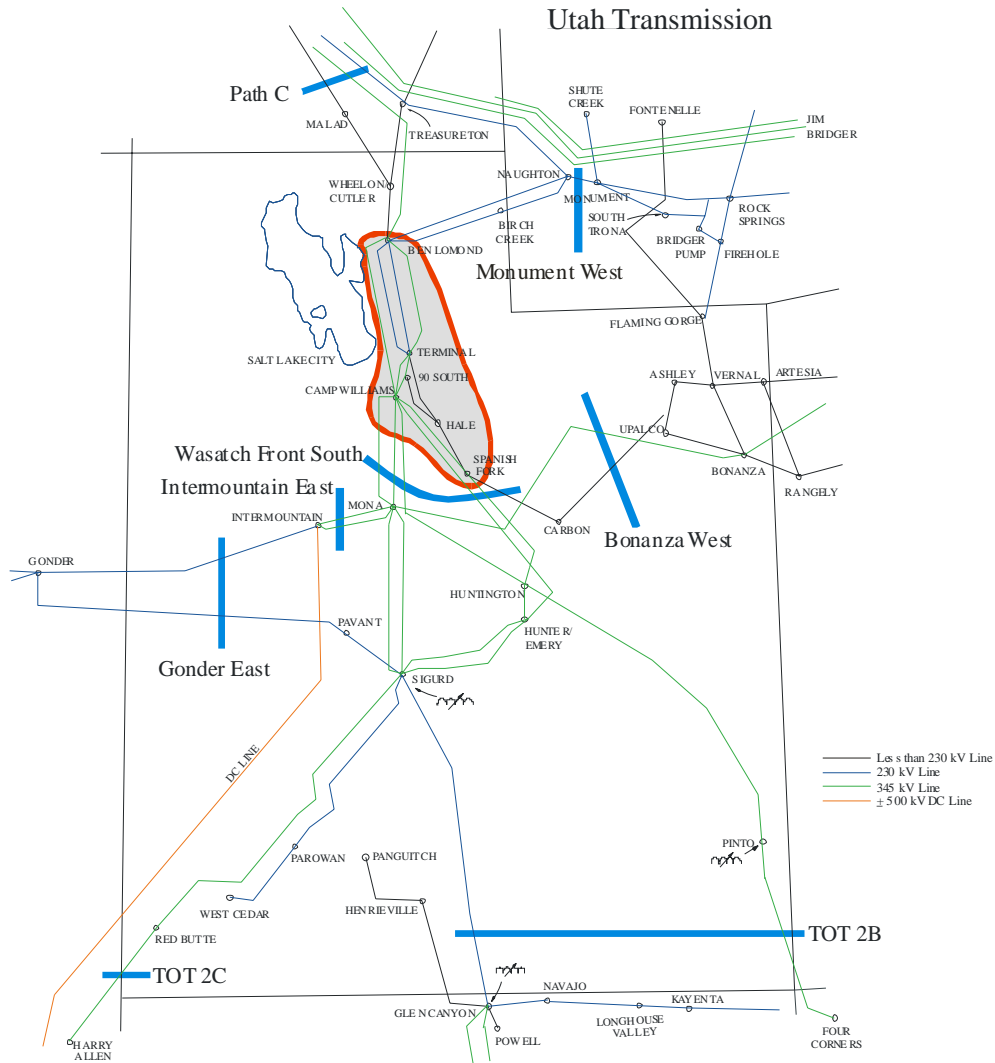 Utah Transmission
Path C
SHUTE
CREEK
FONTENELLE
MALAD
TREASURETON
JIM
BRIDGER
NAUGHTON
WHEELON
CUTLER
MONUMENT
BIRCH
CREEK
SOUTH
TRONA
ROCK
SPRINGS
BRIDGER
PUMP
FIREHOLE
BEN LOMOND
Monument West
FLAMING GORGE
SALT LAKE CITY
TERMINAL
90 SOUTH
CAMP WILLIAMS
ASHLEY
VERNAL
ARTESIA
HALE
UPALCO
Wasatch Front South
SPANISH
FORK
BONANZA
RANGELY
Intermountain East
MONA
INTERMOUNTAIN
CARBON
Bonanza West
GONDER
HUNTINGTON
PAVANT
HUNTER/
EMERY
Gonder East
SIGURD
DC LINE
Less than 230 kV Line
230 kV Line
345 kV Line
± 500 kV DC Line
PINTO
PAROWAN
PANGUITCH
WEST CEDAR
HENRIEVILLE
RED BUTTE
TOT 2B
TOT 2C
NAVAJO
KAYENTA
GLEN CANYON
LONGHOUSE
VALLEY
POWELL
FOUR
CORNERS
HARRY
ALLEN